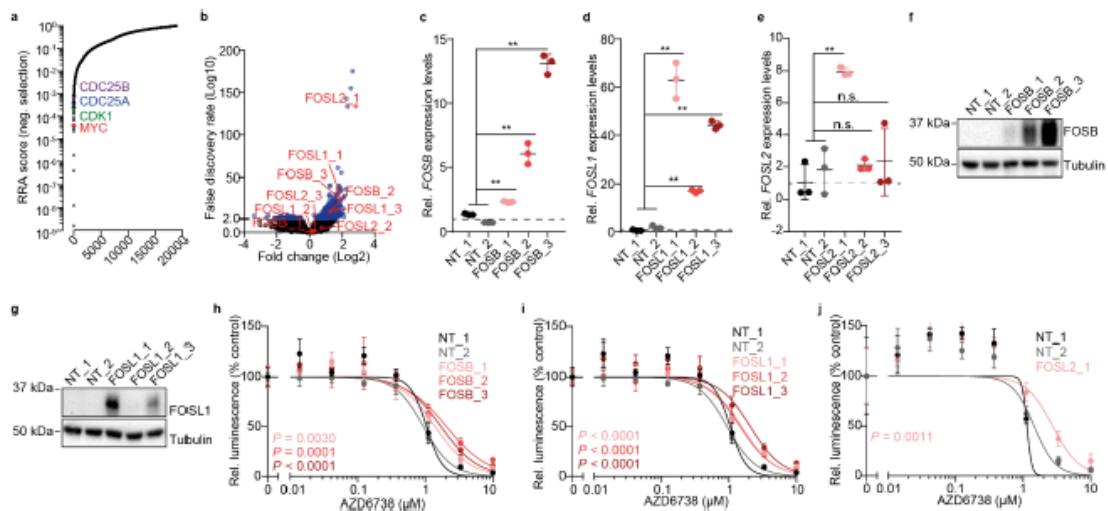 a
RRA score (neg. selection)
10⁰
10⁻¹
10⁻²
10⁻³
10⁻⁴
10⁻⁵
10⁻⁶
10⁻⁷
10⁻⁸
CDC25B
CDC25A
CDK1
MYC
0
5000
10000
15000
20000
b
False discovery rate (Log10)
200
150
100
50
2.0
0.0
FOSL2_1
FOSL1_1
FOSB_3
FOSB_2
FOSL2_3
FOSL1_2
FOSL1_3
FOSL2_2
-4
-2
0
2
4
Fold change (Log2)
c
Rel. FOSB expression levels
15
10
5
0
**
**
**
NT_1
NT_2
FOSB_1
FOSB_2
FOSB_3
d
Rel. FOSL1 expression levels
80
60
40
20
0
**
**
**
NT_1
NT_2
FOSL1_1
FOSL1_2
FOSL1_3
e
Rel. FOSL2 expression levels
10
8
6
4
2
0
-2
**
n.s.
n.s.
NT_1
NT_2
FOSL2_1
FOSL2_2
FOSL2_3
f
NT_1
NT_2
FOSB_1
FOSB_2
FOSB_3
37 kDa
FOSB
50 kDa
Tubulin
g
NT_1
NT_2
FOSL1_1
FOSL1_2
FOSL1_3
37 kDa
FOSL1
50 kDa
Tubulin
h
Rel. luminescence (% control)
150
100
50
0
NT_1
NT_2
FOSB_1
FOSB_2
FOSB_3
P = 0.0030
P = 0.0001
P < 0.0001
0
0.01
0.1
1
10
AZD6738 (µM)
i
Rel. luminescence (% control)
150
100
50
0
NT_1
NT_2
FOSL1_1
FOSL1_2
FOSL1_3
P < 0.0001
P < 0.0001
P < 0.0001
0
0.01
0.1
1
10
AZD6738 (µM)
j
Rel. luminescence (% control)
150
100
50
0
NT_1
NT_2
FOSL2_1
P = 0.0011
0
0.01
0.1
1
10
AZD6738 (µM)